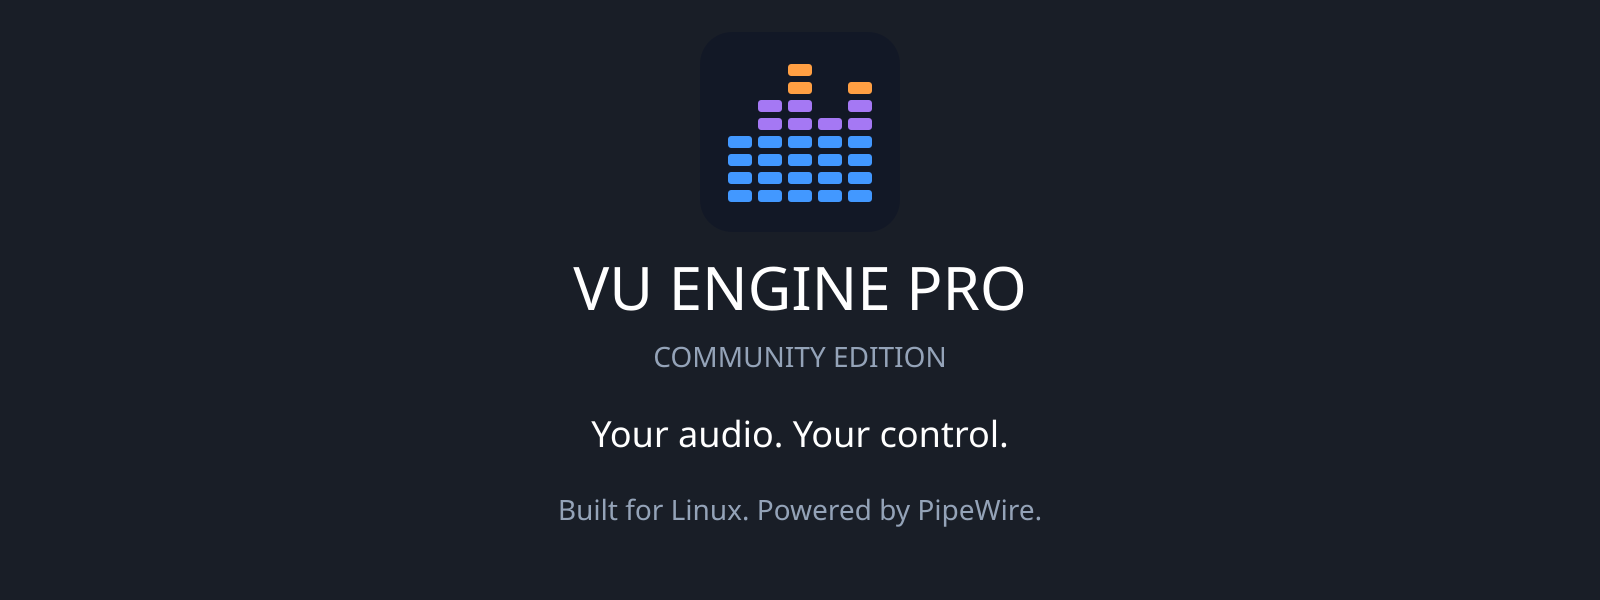 VU ENGINE PRO
COMMUNITY EDITION
Your audio. Your control.
Built for Linux. Powered by PipeWire.